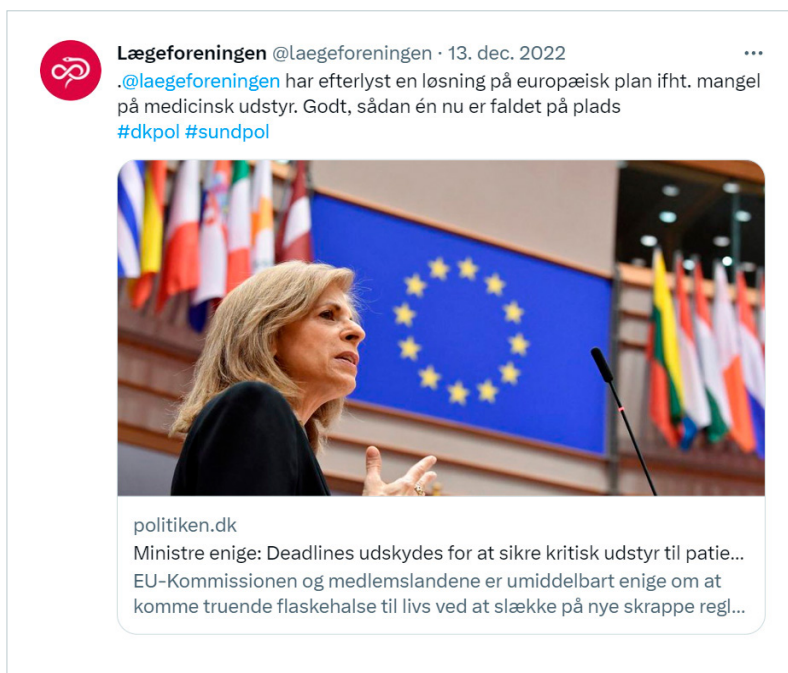 Lægeforeningen @laegeforeningen · 13. dec. 2022
.@laegeforeningen har efterlyst en løsning på europæisk plan ifht. mangel
på medicinsk udstyr. Godt, sådan én nu er faldet på plads
#dkpol #sundpol
politiken.dk
Ministre enige: Deadlines udskydes for at sikre kritisk udstyr til patie...
EU-Kommissionen og medlemslandene er umiddelbart enige om at
komme truende flaskehalse til livs ved at slække på nye skrappe regl...